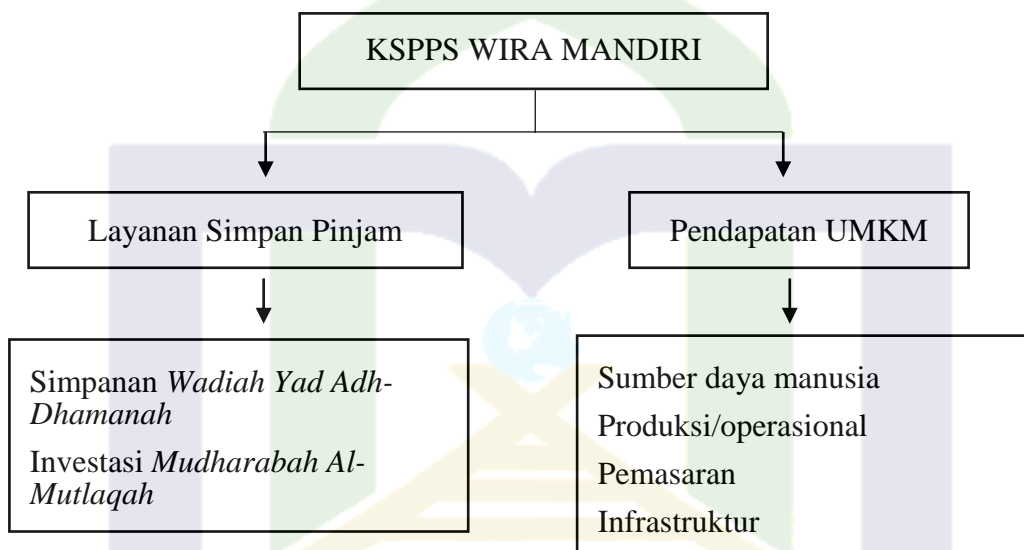 KSPPS WIRA MANDIRI
Layanan Simpan Pinjam
Pendapatan UMKM
Simpanan Wadiah Yad Adh-
Dhamanah
Investasi Mudharabah Al-
Mutlaqah
Sumber daya manusia
Produksi/operasional
Pemasaran
Infrastruktur